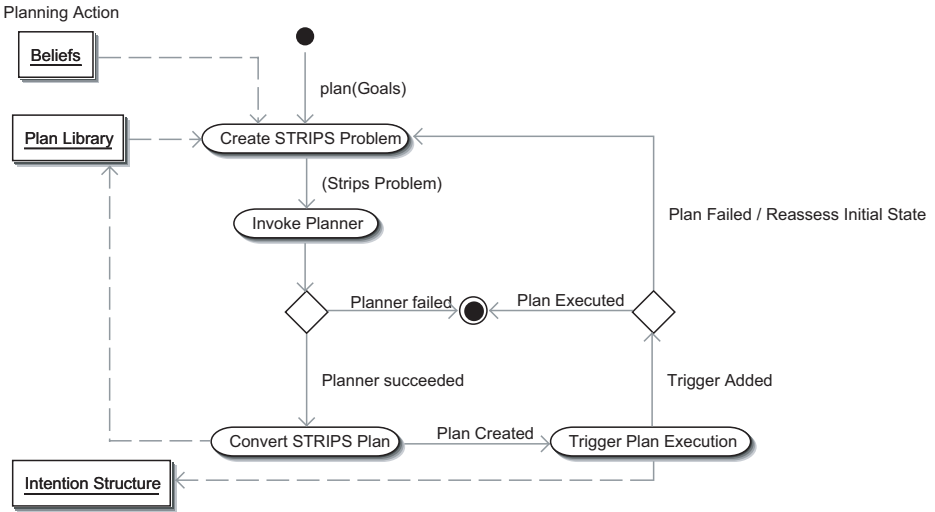 Planning Action
Beliefs
plan(Goals)
Plan Library
Create STRIPS Problem
(Strips Problem)
Invoke Planner
Plan Failed / Reassess Initial State
Planner failed
Plan Executed
Planner succeeded
Trigger Added
Convert STRIPS Plan
Plan Created
Trigger Plan Execution
Intention Structure